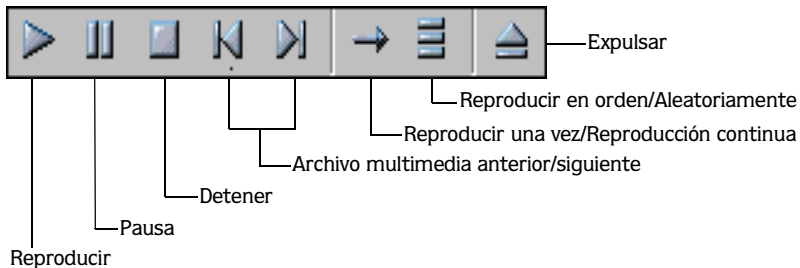 Expulsar
Reproducir en orden/Aleatoriamente
Reproducir una vez/Reproducción continua
Archivo multimedia anterior/siguiente
Detener
Pausa
Reproducir